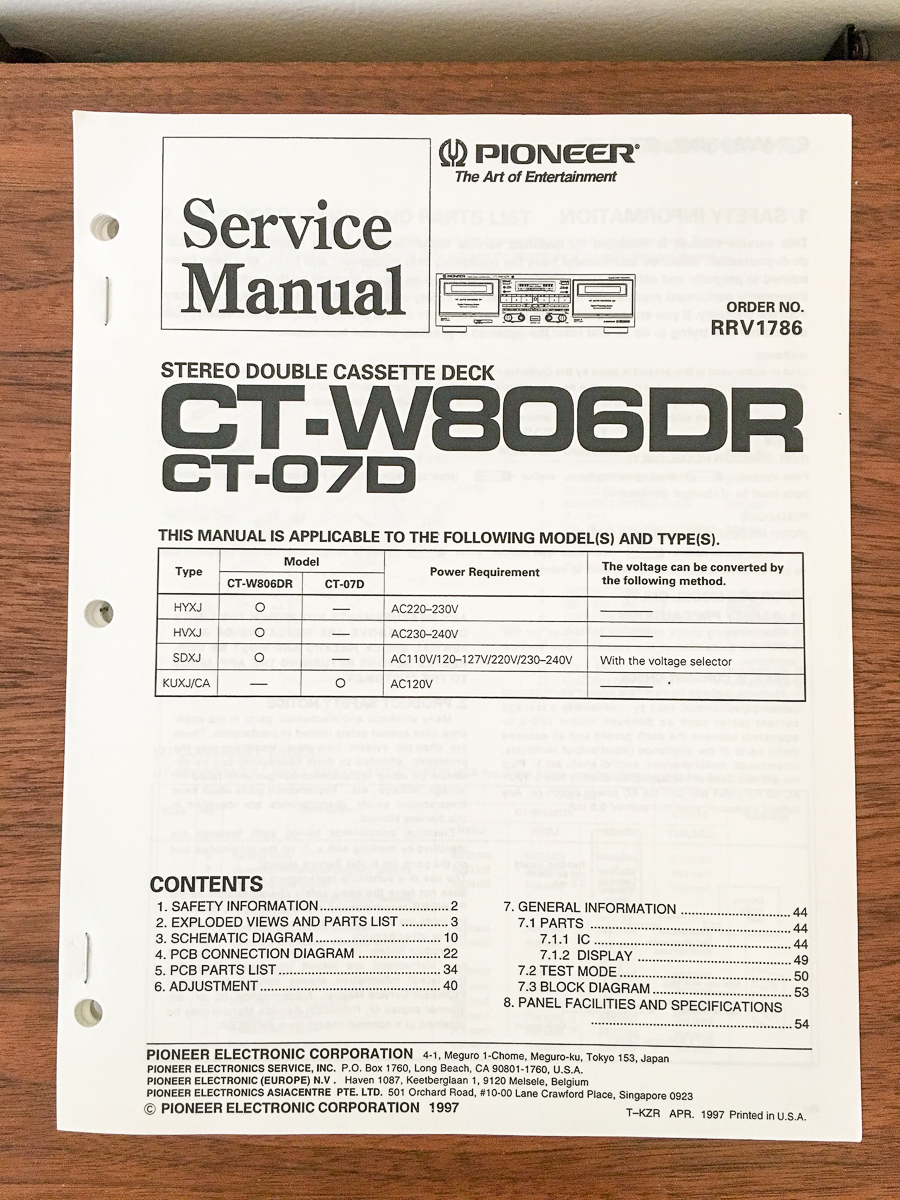 Service
Manual
PIONEER®
The Art of Entertainment
PIONEER
ORDER NO.
RRV1786
STEREO DOUBLE CASSETTE DECK
CT-W806DR
CT-07D
THIS MANUAL IS APPLICABLE TO THE FOLLOWING MODEL(S) AND TYPE(S).
Type Model Power Requirement The voltage can be converted by the following method.
CT-W806DR CT-07D
HYXJ ○ — AC220–230V ———
HVXJ ○ — AC230–240V ———
SDXJ ○ — AC110V/120–127V/220V/230–240V With the voltage selector
KUXJ/CA — ○ AC120V ———
CONTENTS
1. SAFETY INFORMATION ........................... 2
2. EXPLODED VIEWS AND PARTS LIST .......... 3
3. SCHEMATIC DIAGRAM ........................... 10
4. PCB CONNECTION DIAGRAM .................... 22
5. PCB PARTS LIST ................................. 34
6. ADJUSTMENT .................................... 40
7. GENERAL INFORMATION ......................... 44
7.1 PARTS ......................................... 44
7.1.1 IC .......................................... 44
7.1.2 DISPLAY ................................... 49
7.2 TEST MODE .................................... 50
7.3 BLOCK DIAGRAM .............................. 53
8. PANEL FACILITIES AND SPECIFICATIONS
.................................................. 54
PIONEER ELECTRONIC CORPORATION 4-1, Meguro 1-Chome, Meguro-ku, Tokyo 153, Japan
PIONEER ELECTRONICS SERVICE, INC. P.O. Box 1760, Long Beach, CA 90801-1760, U.S.A.
PIONEER ELECTRONIC (EUROPE) N.V. Haven 1087, Keetberglaan 1, 9120 Melsele, Belgium
PIONEER ELECTRONICS ASIACENTRE PTE. LTD. 501 Orchard Road, #10-00 Lane Crawford Place, Singapore 0923
© PIONEER ELECTRONIC CORPORATION 1997
T–KZR APR. 1997 Printed in U.S.A.